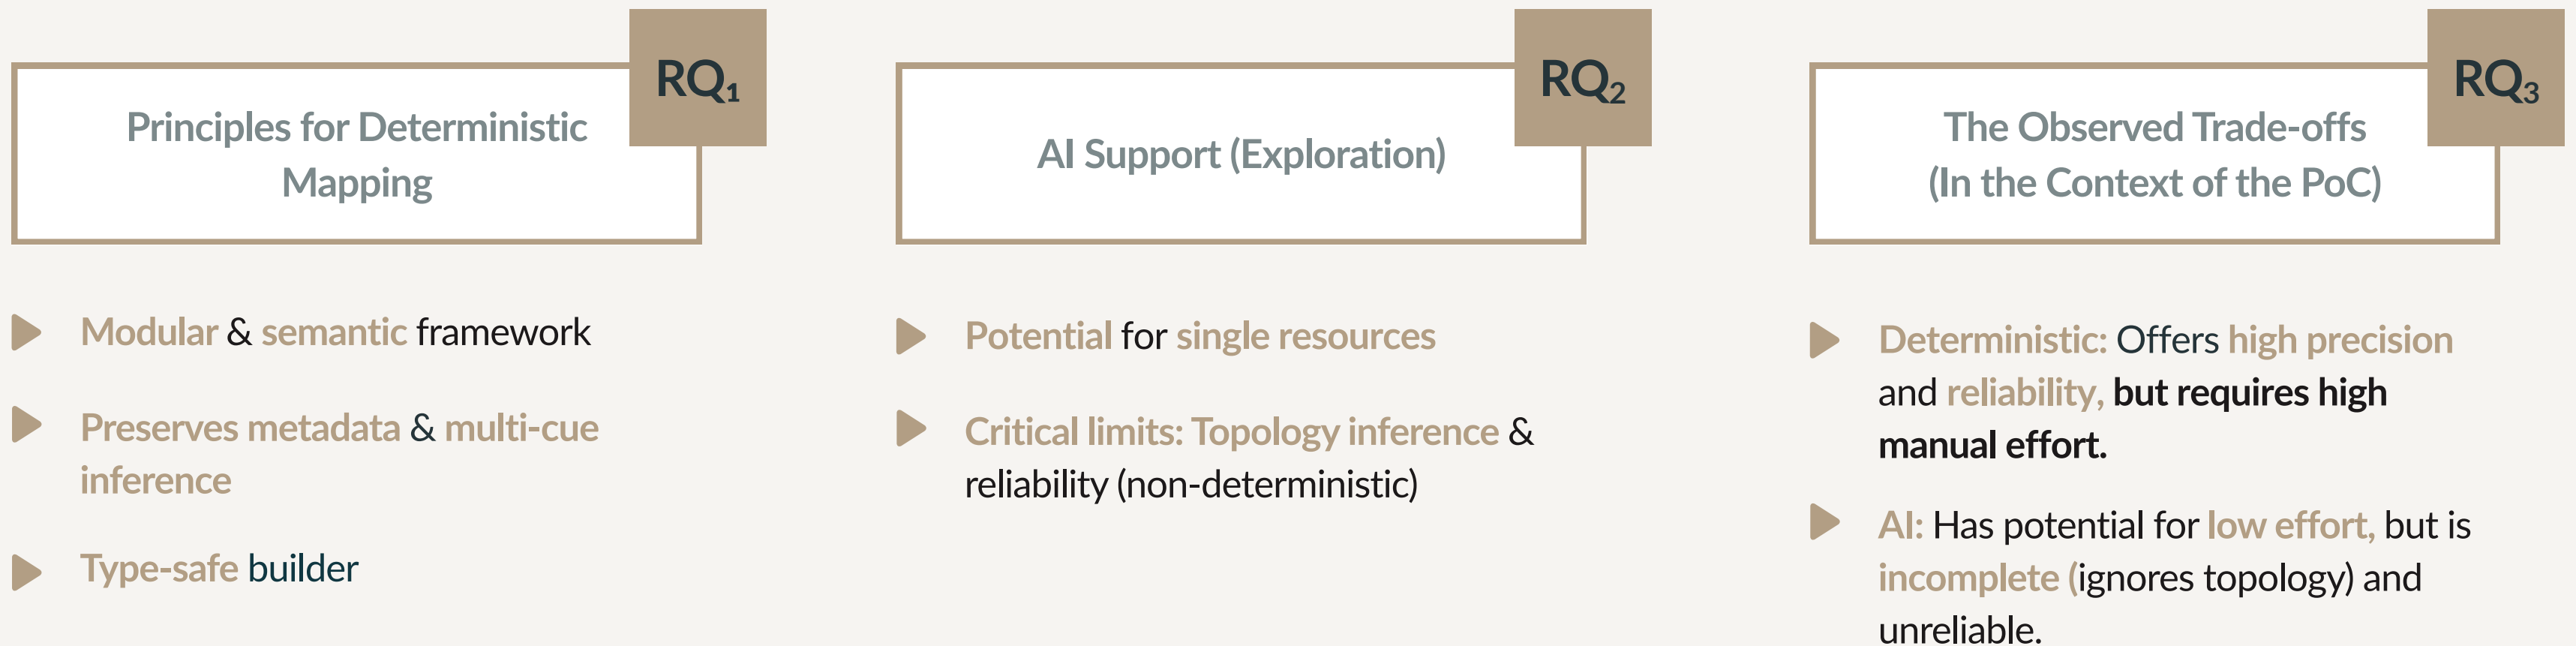 RQ₁
Principles for Deterministic
Mapping
Modular & semantic framework
Preserves metadata & multi-cue
inference
Type-safe builder
RQ₂
AI Support (Exploration)
Potential for single resources
Critical limits: Topology inference &
reliability (non-deterministic)
RQ₃
The Observed Trade-offs
(In the Context of the PoC)
Deterministic: Offers high precision
and reliability, but requires high
manual effort.
AI: Has potential for low effort, but is
incomplete (ignores topology) and
unreliable.